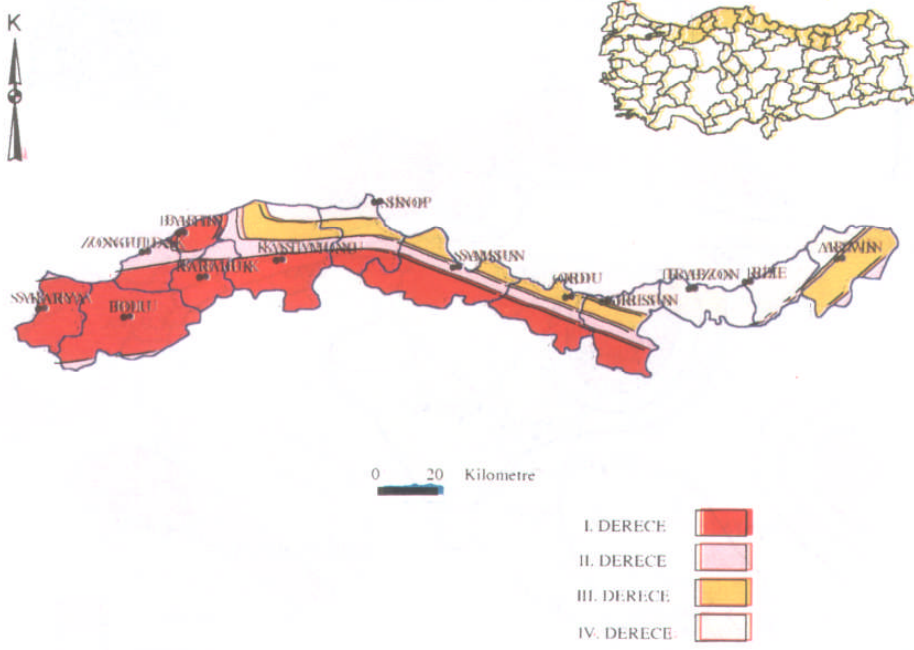 K
SİNOP
BARTIN
ZONGULDAK
KASTAMONU
SAMSUN
KARABÜK
ARTVİN
ORDU
TRABZON
RİZE
GİRESUN
SAKARYA
BOLU
0 20 Kilometre
I. DERECE
II. DERECE
III. DERECE
IV. DERECE